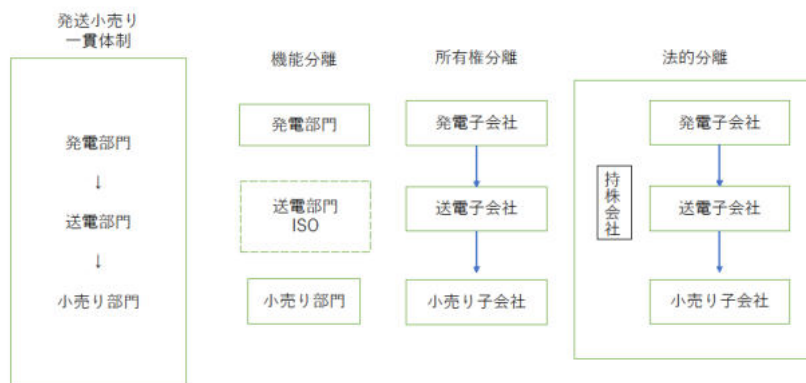 発送小売り
一貫体制
発電部門
↓
送電部門
↓
小売り部門
機能分離
発電部門
送電部門
ISO
小売り部門
所有権分離
発電子会社
送電子会社
小売り子会社
法的分離
持株会社
発電子会社
送電子会社
小売り子会社